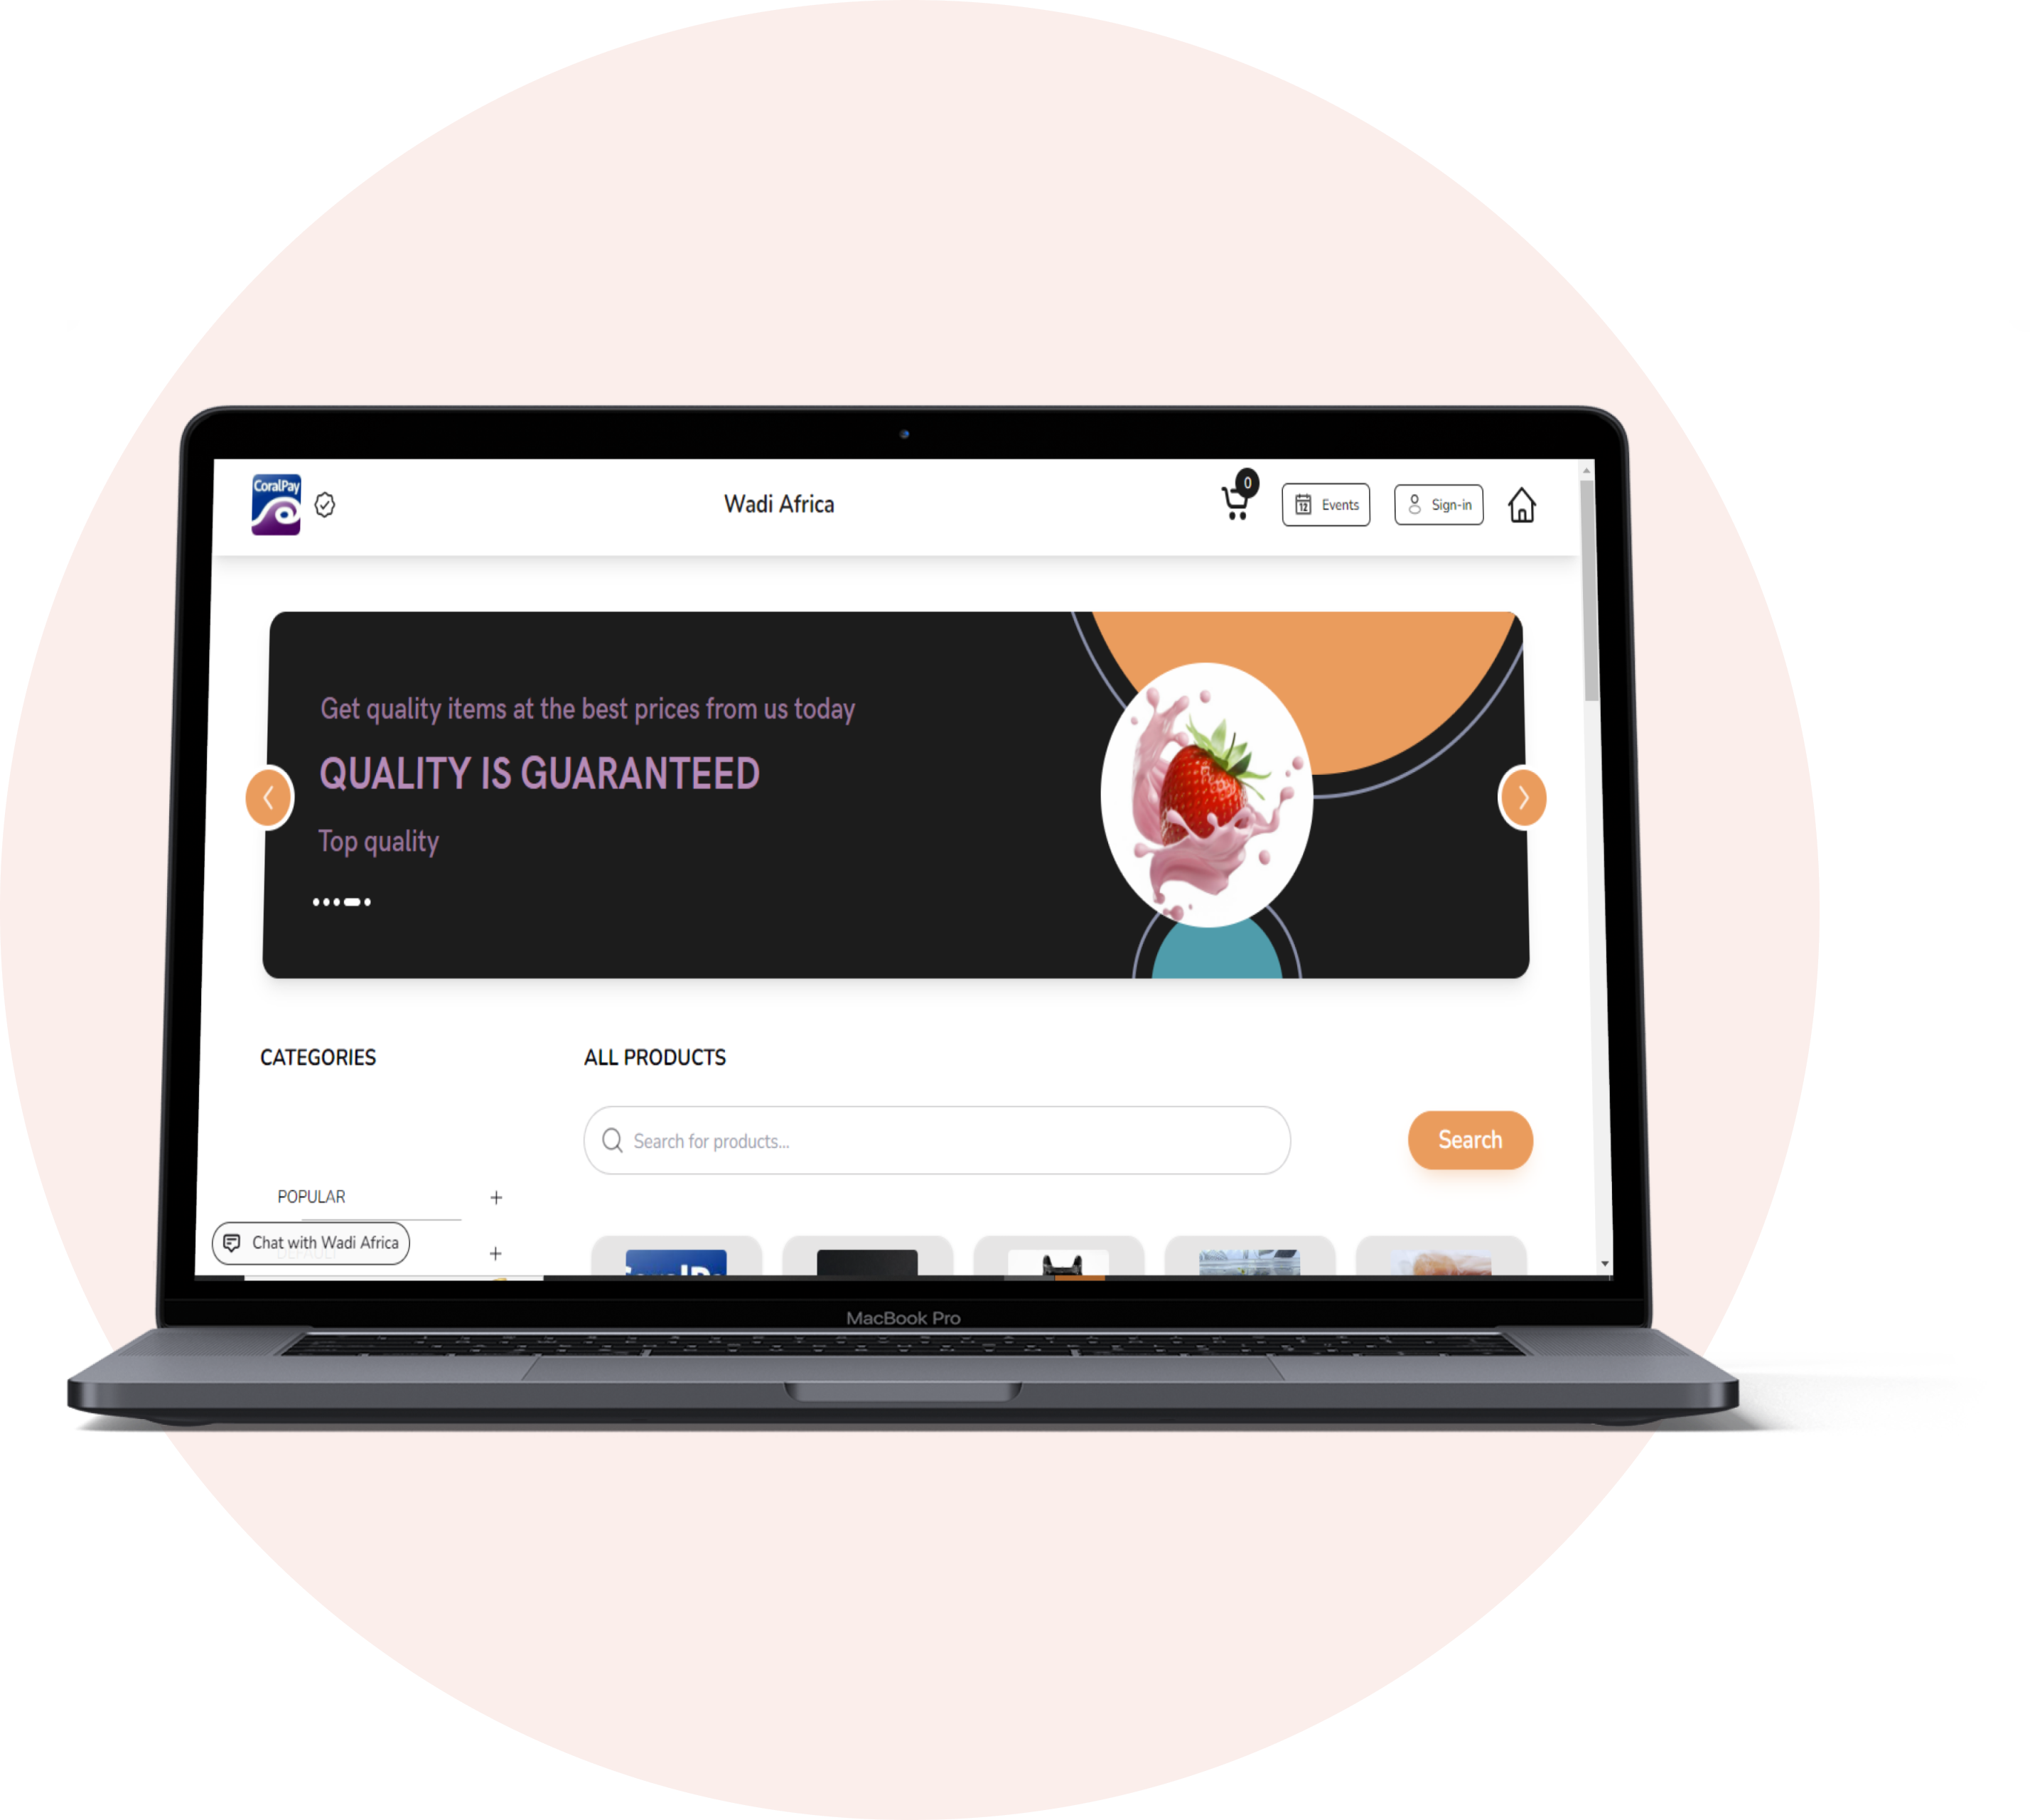 CoralPay
Wadi Africa
0
12
Events
Sign-in
Get quality items at the best prices from us today
QUALITY IS GUARANTEED
Top quality
CATEGORIES
ALL PRODUCTS
Search for products...
Search
POPULAR
Chat with Wadi Africa
MacBook Pro